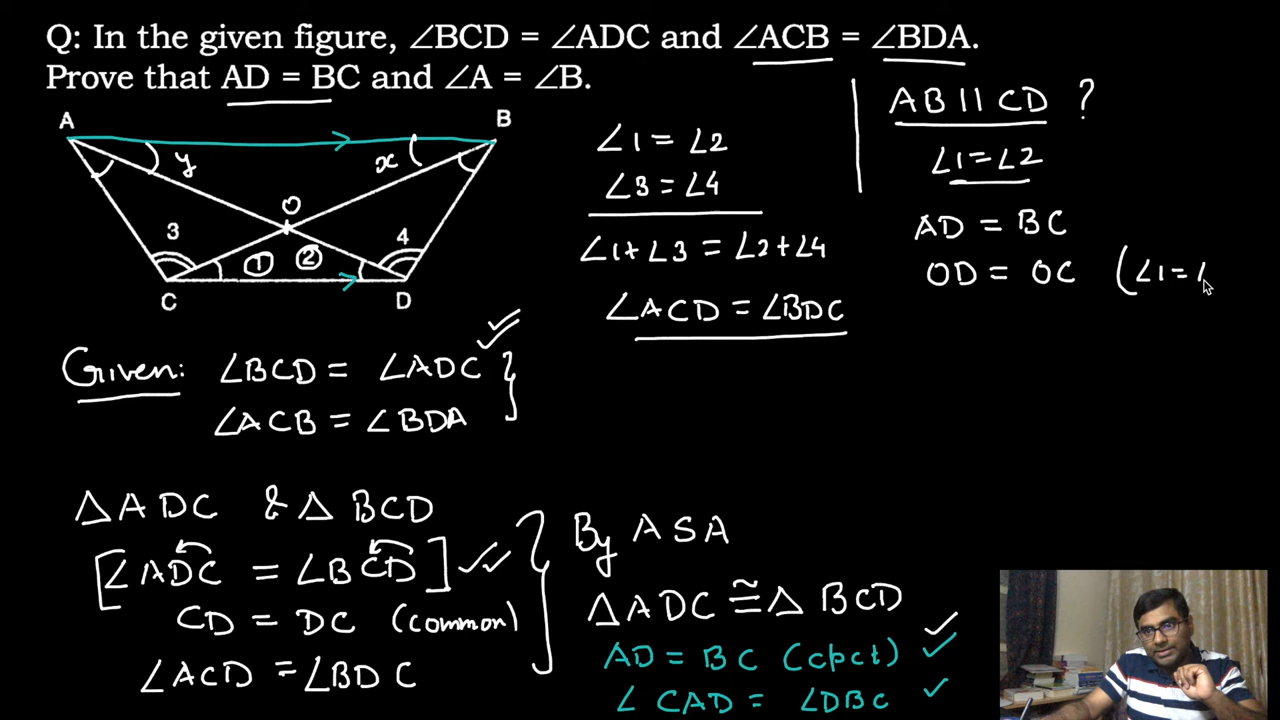 Q: In the given figure, ∠BCD = ∠ADC and ∠ACB = ∠BDA.
Prove that AD = BC and ∠A = ∠B.
A
B
y
x
O
3
4
1
2
C
D
∠1 = ∠2
∠3 = ∠4
∠1+∠3 = ∠2+∠4
∠ACD = ∠BDC
AB || CD ?
∠1=∠2
AD = BC
OD = OC (∠1=
Given: ∠BCD = ∠ADC
∠ACB = ∠BDA
△ADC & △BCD
[∠ADC = ∠BCD]
CD = DC (common)
∠ACD = ∠BDC
By ASA
△ADC ≅ △BCD
AD = BC (cpct)
∠CAD = ∠DBC